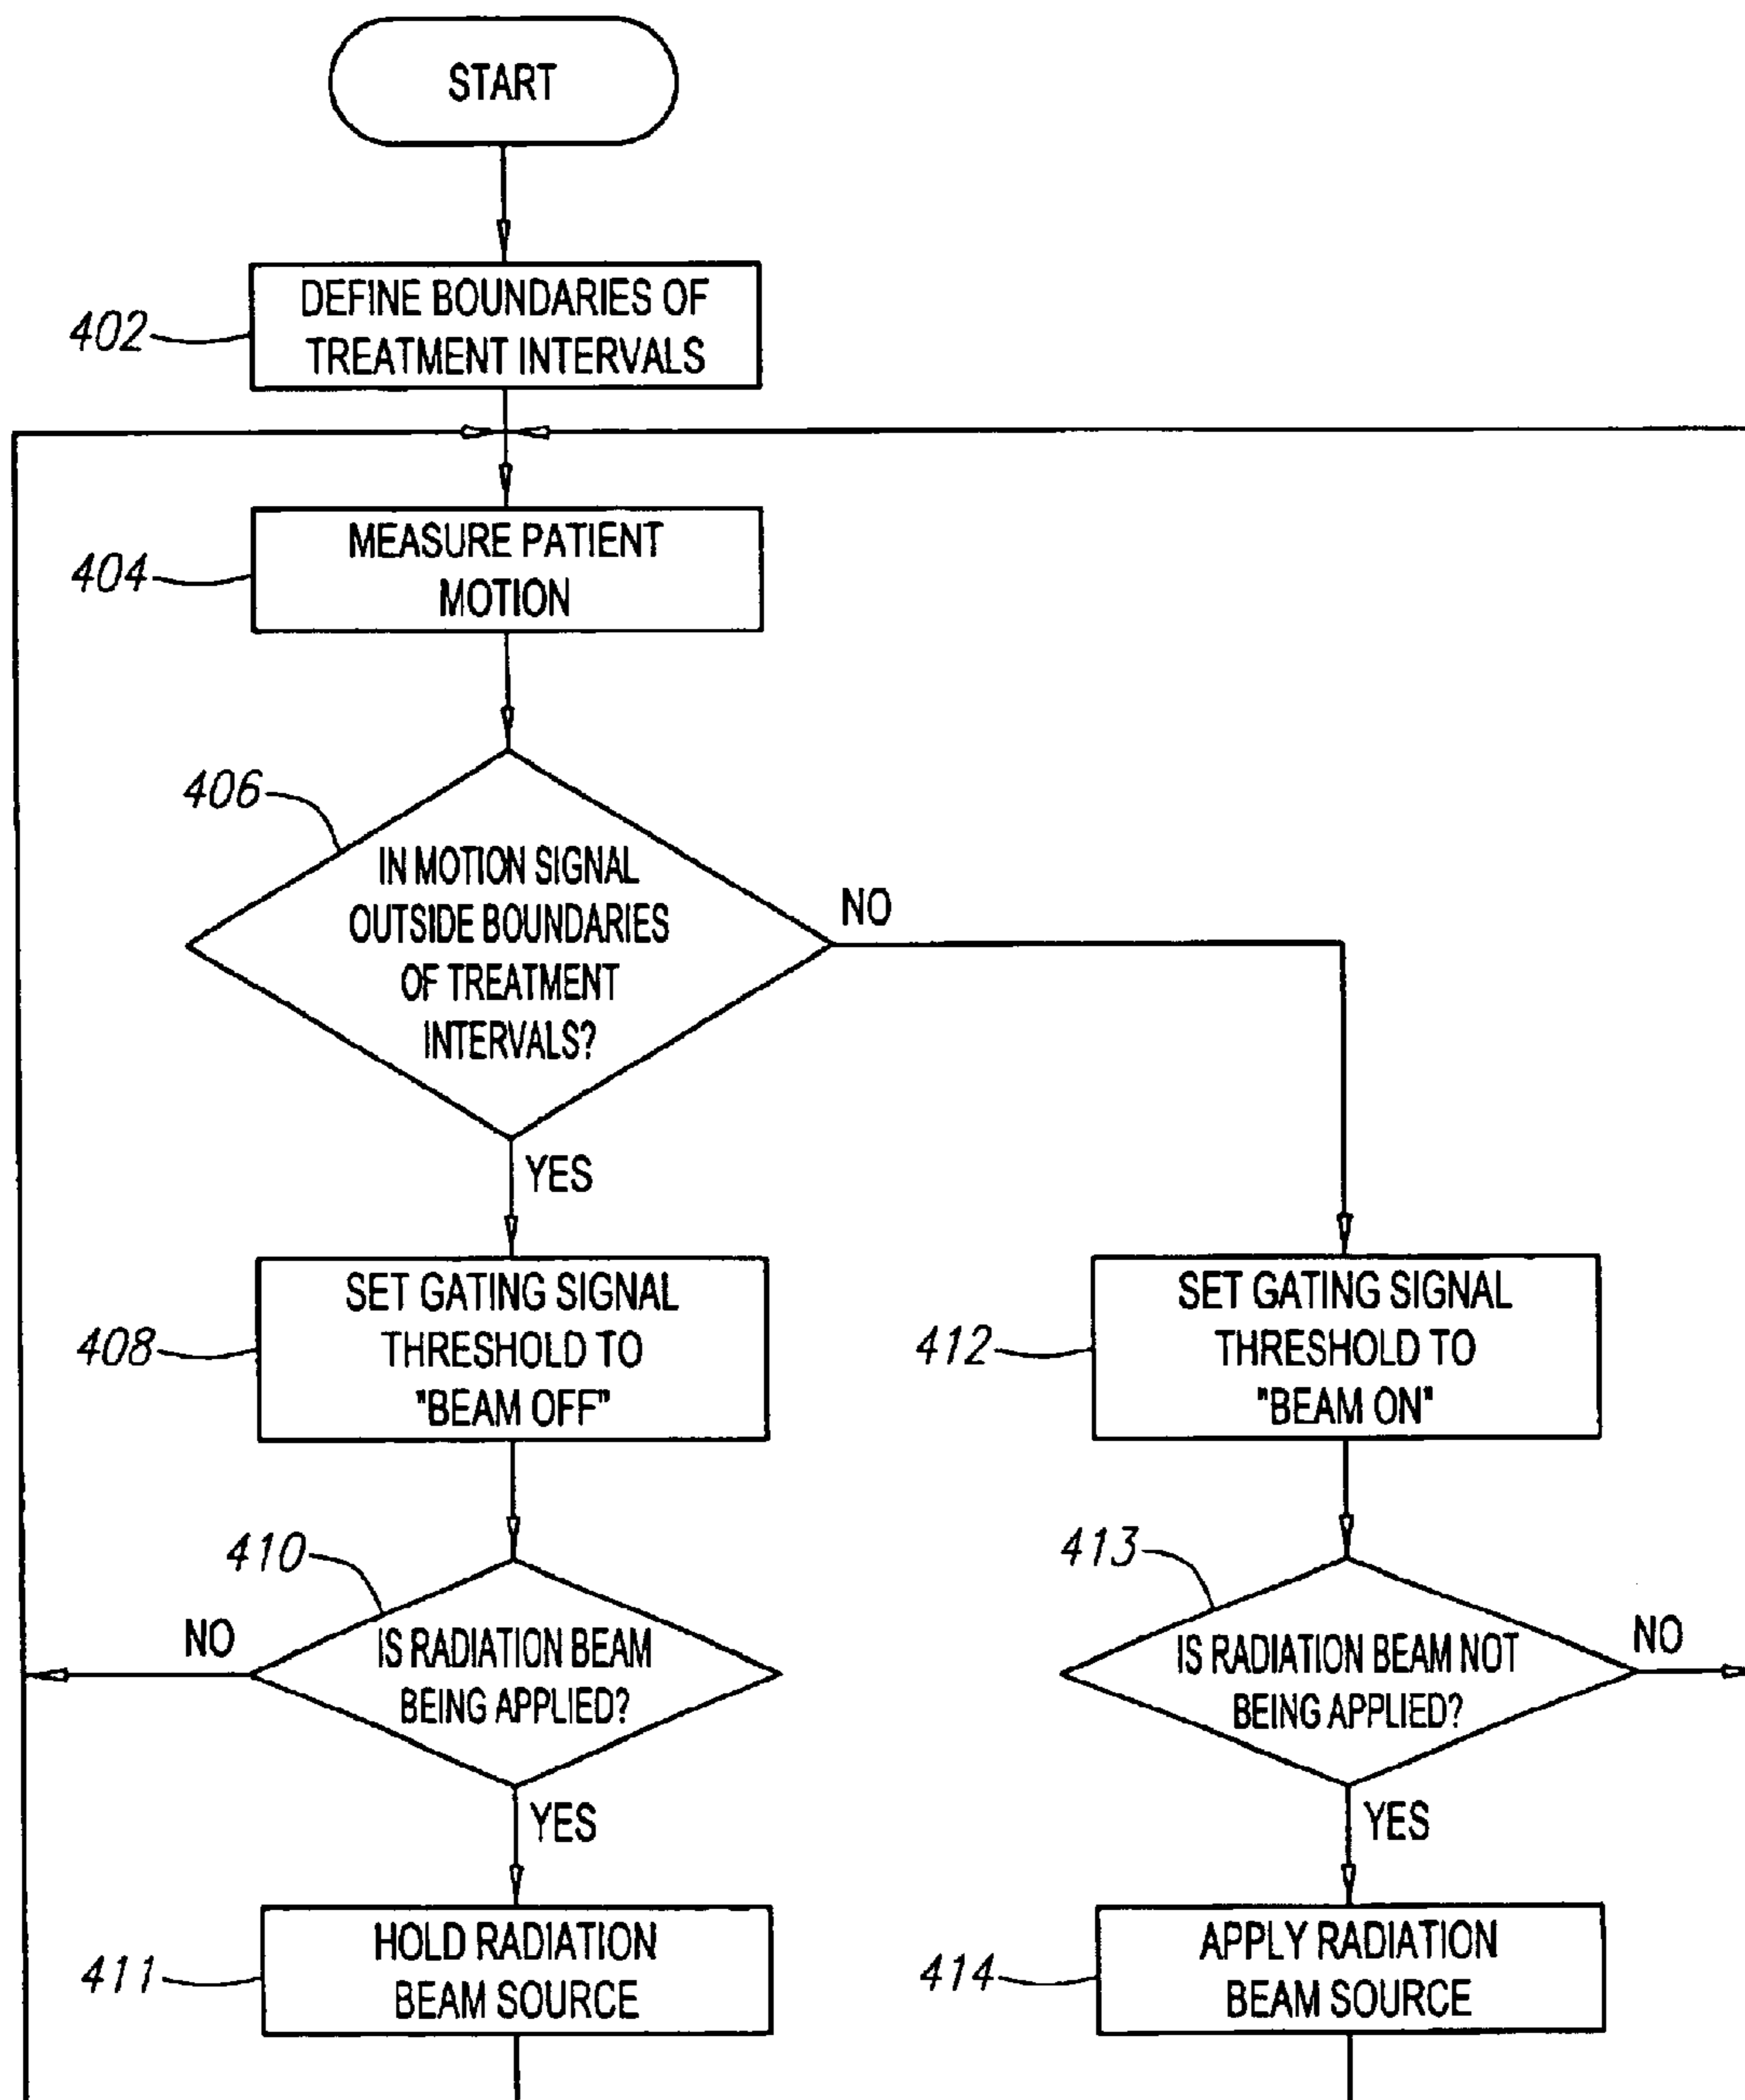 START
402
DEFINE BOUNDARIES OF
TREATMENT INTERVALS
404
MEASURE PATIENT
MOTION
406
IN MOTION SIGNAL
OUTSIDE BOUNDARIES
OF TREATMENT
INTERVALS?
NO
YES
408
SET GATING SIGNAL
THRESHOLD TO
"BEAM OFF"
412
SET GATING SIGNAL
THRESHOLD TO
"BEAM ON"
410
NO
IS RADIATION BEAM
BEING APPLIED?
YES
413
IS RADIATION BEAM NOT
BEING APPLIED?
NO
YES
411
HOLD RADIATION
BEAM SOURCE
414
APPLY RADIATION
BEAM SOURCE